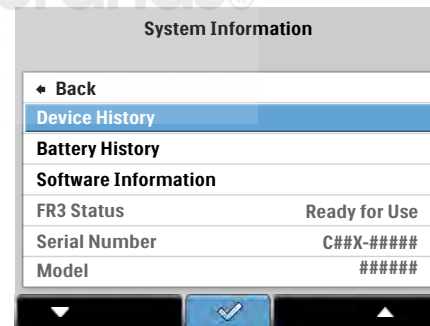 System Information
Back
Device History
Battery History
Software Information
FR3 Status Ready for Use
Serial Number C##X-#####
Model ######